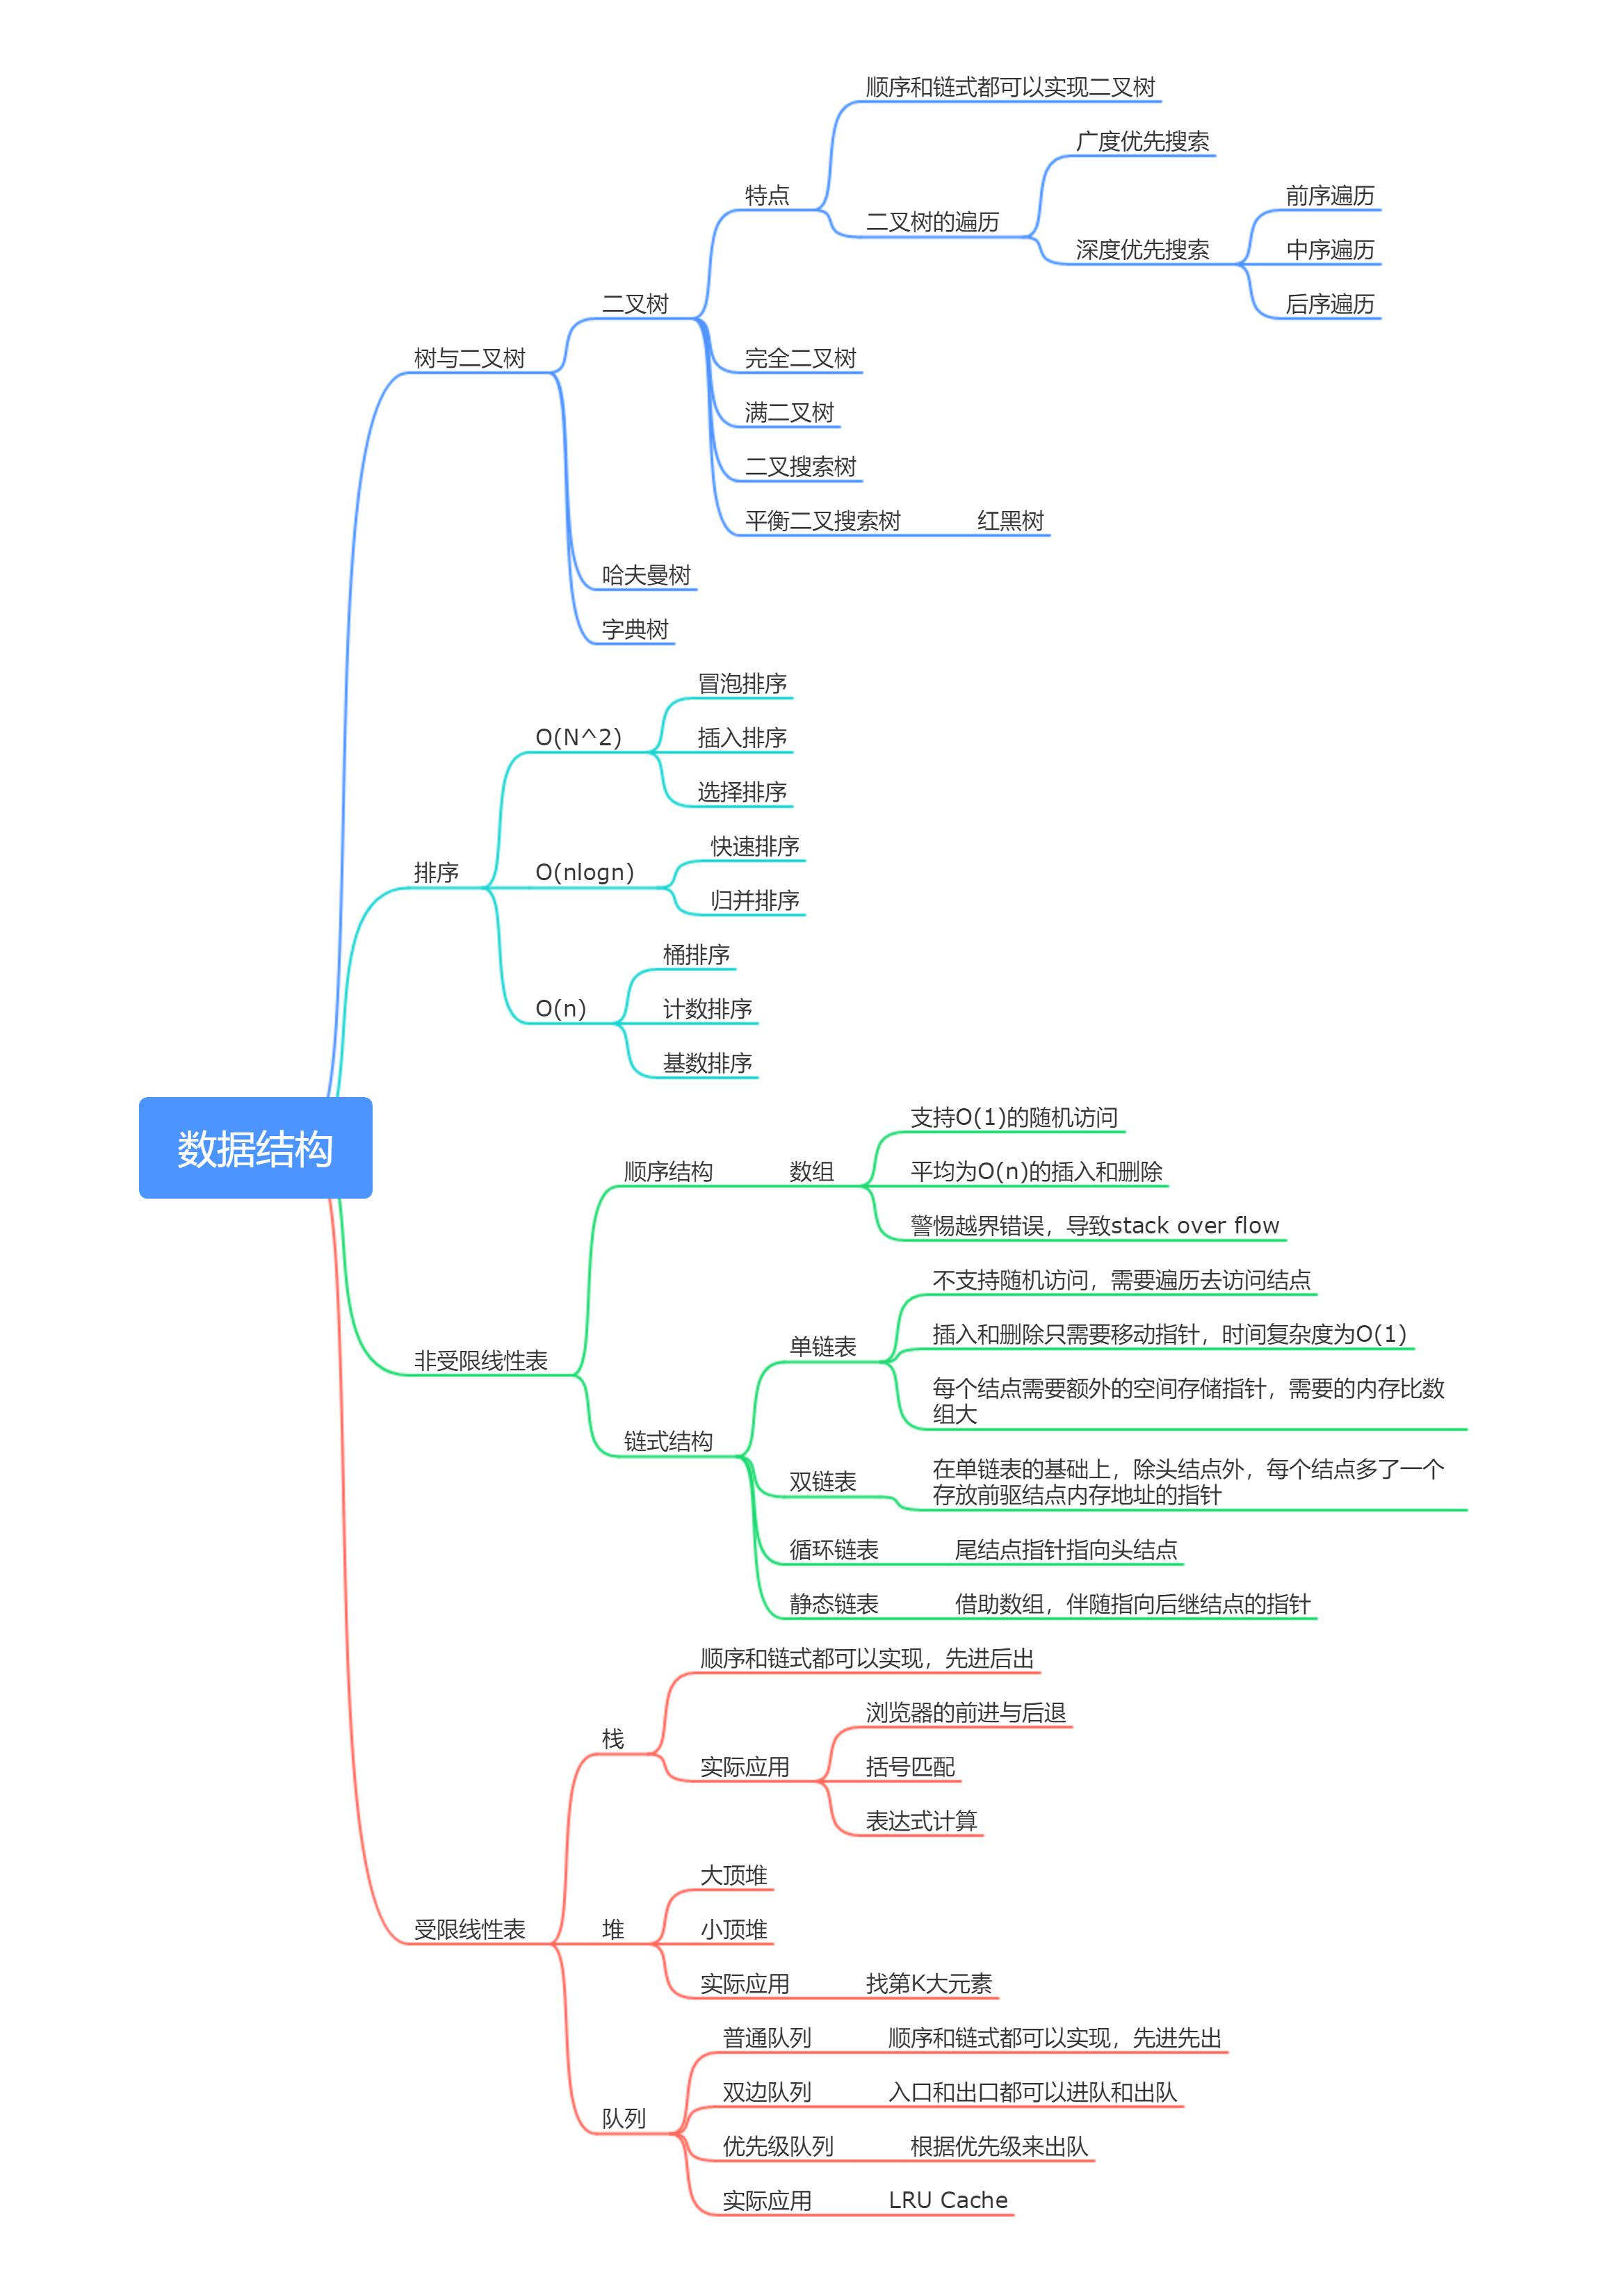 顺序和链式都可以实现二叉树
广度优先搜索
特点
前序遍历
二叉树的遍历
深度优先搜索
中序遍历
二叉树
后序遍历
树与二叉树
完全二叉树
满二叉树
二叉搜索树
平衡二叉搜索树
红黑树
哈夫曼树
字典树
冒泡排序
O(N^2)
插入排序
选择排序
快速排序
排序
O(nlogn)
归并排序
桶排序
O(n)
计数排序
基数排序
数据结构
支持O(1)的随机访问
顺序结构
数组
平均为O(n)的插入和删除
警惕越界错误，导致stack over flow
不支持随机访问，需要遍历去访问结点
单链表
插入和删除只需要移动指针，时间复杂度为O(1)
非受限线性表
每个结点需要额外的空间存储指针，需要的内存比数
组大
链式结构
双链表
在单链表的基础上，除头结点外，每个结点多了一个
存放前驱结点内存地址的指针
循环链表
尾结点指针指向头结点
静态链表
借助数组，伴随指向后继结点的指针
顺序和链式都可以实现，先进后出
栈
浏览器的前进与后退
实际应用
括号匹配
表达式计算
大顶堆
受限线性表
堆
小顶堆
实际应用
找第K大元素
普通队列
顺序和链式都可以实现，先进先出
双边队列
入口和出口都可以进队和出队
队列
优先级队列
根据优先级来出队
实际应用
LRU Cache